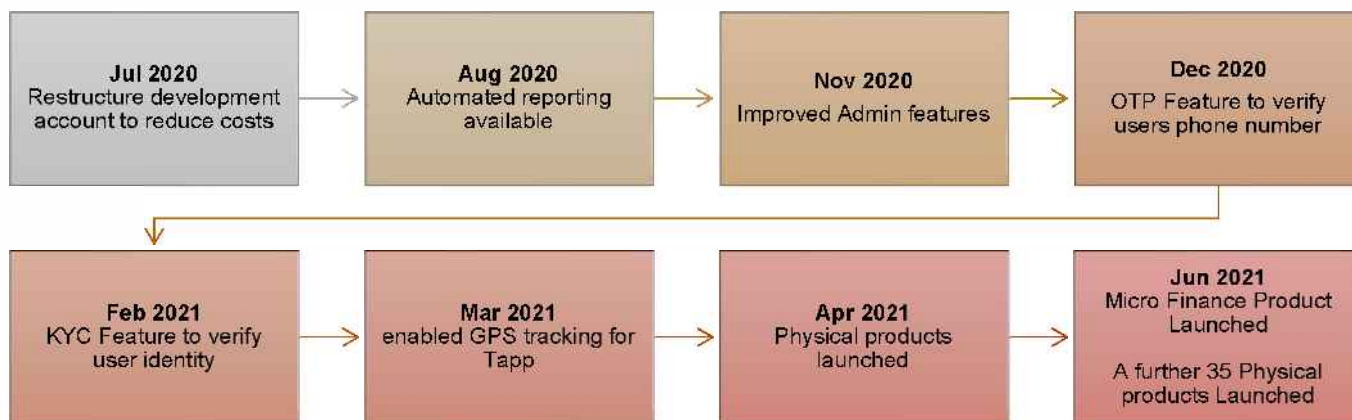 Jul 2020
Restructure development
account to reduce costs
Aug 2020
Automated reporting
available
Nov 2020
Improved Admin features
Dec 2020
OTP Feature to verify
users phone number
Feb 2021
KYC Feature to verify
user identity
Mar 2021
enabled GPS tracking for
Tapp
Apr 2021
Physical products
launched
Jun 2021
Micro Finance Product
Launched
A further 35 Physical
products Launched